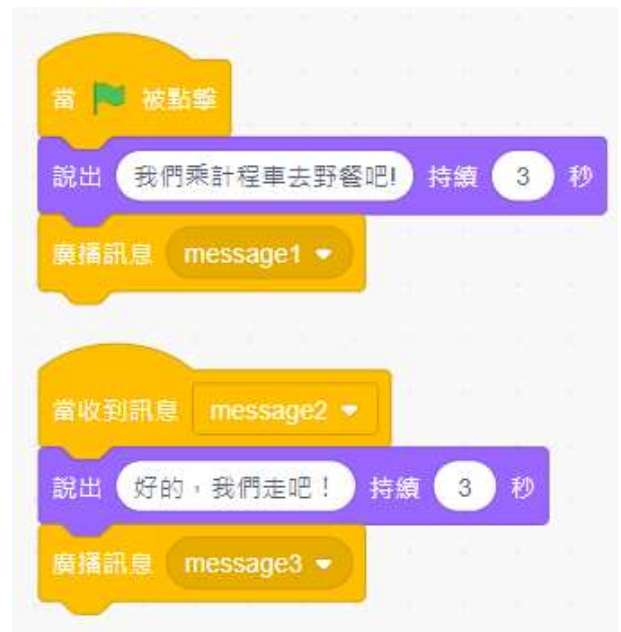 當 被點擊
說出 我們乘計程車去野餐吧! 持續 3 秒
廣播訊息 message1
當收到訊息 message2
說出 好的，我們走吧！ 持續 3 秒
廣播訊息 message3